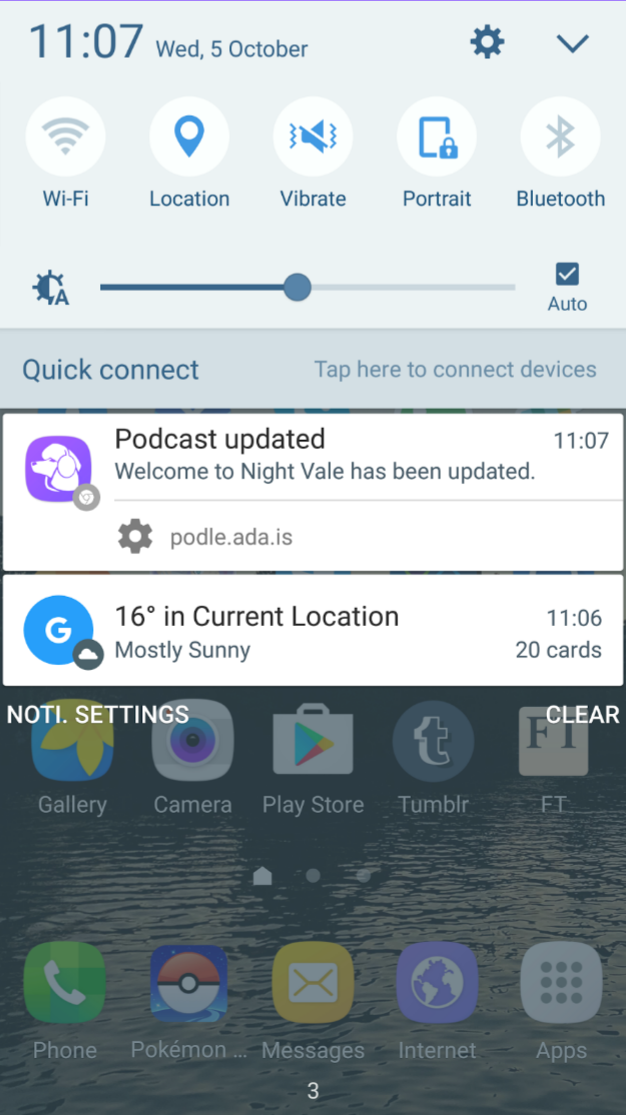 11:07 Wed, 5 October
Wi-Fi Location Vibrate Portrait Bluetooth
A
Auto
Quick connect Tap here to connect devices
Podcast updated 11:07
Welcome to Night Vale has been updated.
podle.ada.is
G 16° in Current Location 11:06
Mostly Sunny 20 cards
NOTI. SETTINGS CLEAR
t FT
Gallery Camera Play Store Tumblr FT
Phone Pokémon ... Messages Internet Apps
3